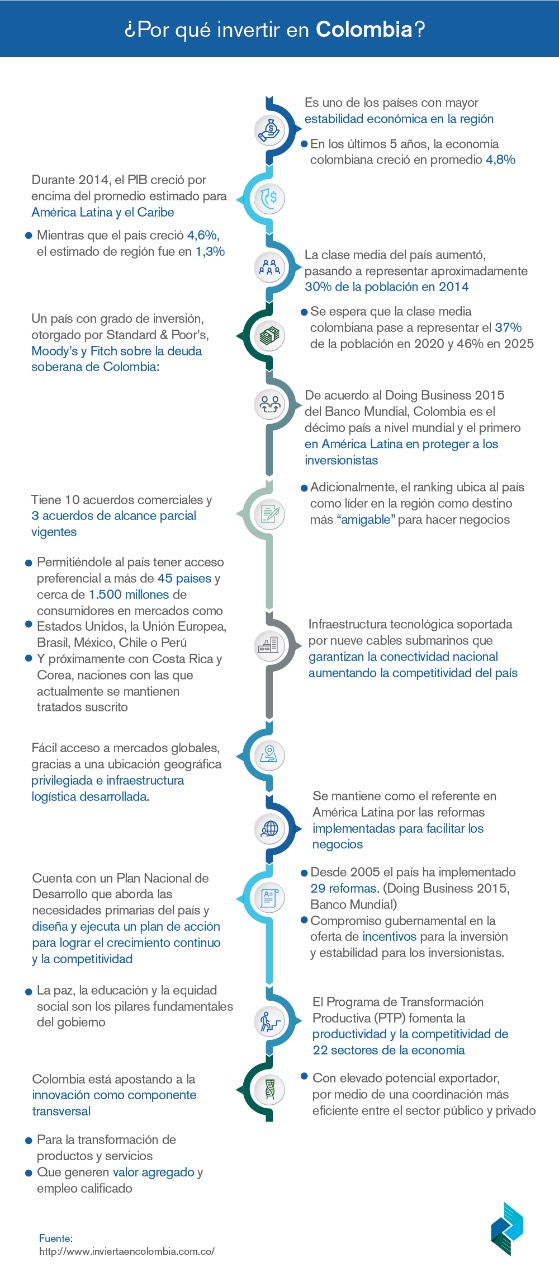 ¿Por qué invertir en Colombia?
Es uno de los países con mayor
estabilidad económica en la región
En los últimos 5 años, la economía
colombiana creció en promedio 4,8%
Durante 2014, el PIB creció por
encima del promedio estimado para
América Latina y el Caribe
Mientras que el país creció 4,6%,
el estimado de región fue en 1,3%
La clase media del país aumentó,
pasando a representar aproximadamente
30% de la población en 2014
Se espera que la clase media
colombiana pase a representar el 37%
de la población en 2020 y 46% en 2025
Un país con grado de inversión,
otorgado por Standard & Poor's,
Moody's y Fitch sobre la deuda
soberana de Colombia:
De acuerdo al Doing Business 2015
del Banco Mundial, Colombia es el
décimo país a nivel mundial y el primero
en América Latina en proteger a los
inversionistas
Adicionalmente, el ranking ubica al país
como líder en la región como destino
más "amigable" para hacer negocios
Tiene 10 acuerdos comerciales y
3 acuerdos de alcance parcial
vigentes
Permitiéndole al país tener acceso
preferencial a más de 45 países y
cerca de 1.500 millones de
consumidores en mercados como
Estados Unidos, la Unión Europea,
Brasil, México, Chile o Perú
Y próximamente con Costa Rica y
Corea, naciones con las que
actualmente se mantienen
tratados suscrito
Infraestructura tecnológica soportada
por nueve cables submarinos que
garantizan la conectividad nacional
aumentando la competitividad del país
Fácil acceso a mercados globales,
gracias a una ubicación geográfica
privilegiada e infraestructura
logística desarrollada.
Se mantiene como el referente en
América Latina por las reformas
implementadas para facilitar los
negocios
Desde 2005 el país ha implementado
29 reformas. (Doing Business 2015,
Banco Mundial)
Compromiso gubernamental en la
oferta de incentivos para la inversión
y estabilidad para los inversionistas.
Cuenta con un Plan Nacional de
Desarrollo que aborda las
necesidades primarias del país y
diseña y ejecuta un plan de acción
para lograr el crecimiento continuo
y la competitividad
La paz, la educación y la equidad
social son los pilares fundamentales
del gobierno
El Programa de Transformación
Productiva (PTP) fomenta la
productividad y la competitividad de
22 sectores de la economía
Con elevado potencial exportador,
por medio de una coordinación más
eficiente entre el sector público y privado
Colombia está apostando a la
innovación como componente
transversal
Para la transformación de
productos y servicios
Que generen valor agregado y
empleo calificado
Fuente:
http://www.inviertaencolombia.com.co/